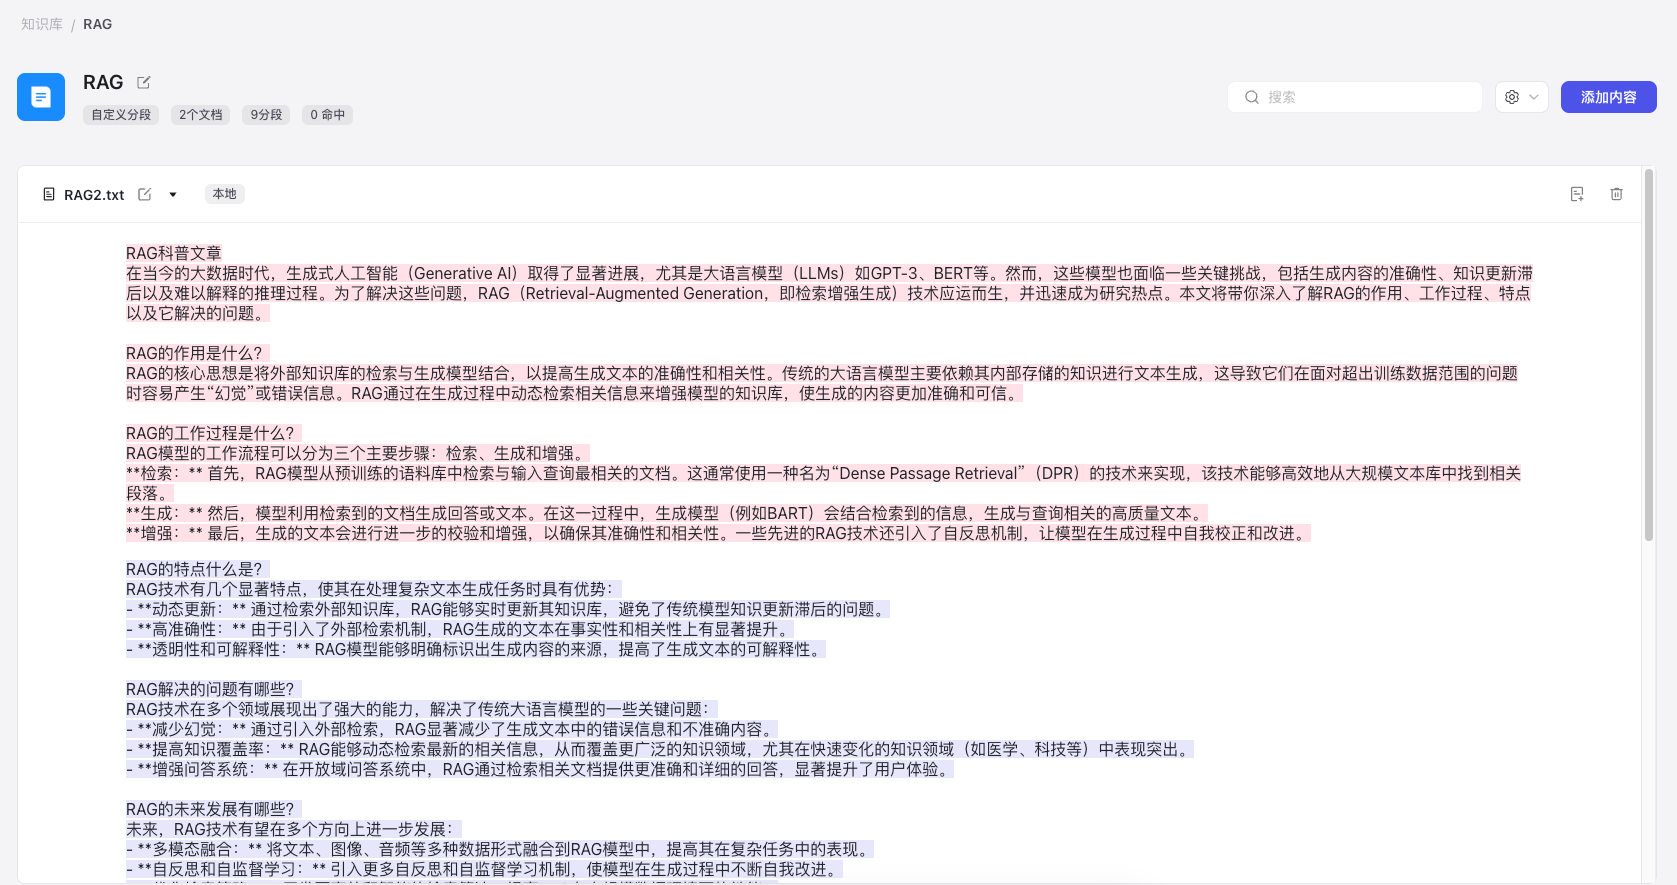 知识库 / RAG
RAG
自定义分段 2个文档 9分段 0 命中
搜索
添加内容
RAG2.txt 本地
RAG科普文章
在当今的大数据时代，生成式人工智能（Generative AI）取得了显著进展，尤其是大语言模型（LLMs）如GPT-3、BERT等。然而，这些模型也面临一些关键挑战，包括生成内容的准确性、知识更新滞
后以及难以解释的推理过程。为了解决这些问题，RAG（Retrieval-Augmented Generation，即检索增强生成）技术应运而生，并迅速成为研究热点。本文将带你深入了解RAG的作用、工作过程、特点
以及它解决的问题。
RAG的作用是什么？
RAG的核心思想是将外部知识库的检索与生成模型结合，以提高生成文本的准确性和相关性。传统的大语言模型主要依赖其内部存储的知识进行文本生成，这导致它们在面对超出训练数据范围的问题
时容易产生“幻觉”或错误信息。RAG通过在生成过程中动态检索相关信息来增强模型的知识库，使生成的内容更加准确和可信。
RAG的工作过程是什么？
RAG模型的工作流程可以分为三个主要步骤：检索、生成和增强。
**检索：** 首先，RAG模型从预训练的语料库中检索与输入查询最相关的文档。这通常使用一种名为“Dense Passage Retrieval”（DPR）的技术来实现，该技术能够高效地从大规模文本库中找到相关
段落。
**生成：** 然后，模型利用检索到的文档生成回答或文本。在这一过程中，生成模型（例如BART）会结合检索到的信息，生成与查询相关的高质量文本。
**增强：** 最后，生成的文本会进行进一步的校验和增强，以确保其准确性和相关性。一些先进的RAG技术还引入了自反思机制，让模型在生成过程中自我校正和改进。
RAG的特点什么是？
RAG技术有几个显著特点，使其在处理复杂文本生成任务时具有优势：
- **动态更新：** 通过检索外部知识库，RAG能够实时更新其知识库，避免了传统模型知识更新滞后的问题。
- **高准确性：** 由于引入了外部检索机制，RAG生成的文本在事实性和相关性上有显著提升。
- **透明性和可解释性：** RAG模型能够明确标识出生成内容的来源，提高了生成文本的可解释性。
RAG解决的问题有哪些？
RAG技术在多个领域展现出了强大的能力，解决了传统大语言模型的一些关键问题：
- **减少幻觉：** 通过引入外部检索，RAG显著减少了生成文本中的错误信息和不准确内容。
- **提高知识覆盖率：** RAG能够动态检索最新的相关信息，从而覆盖更广泛的知识领域，尤其在快速变化的知识领域（如医学、科技等）中表现突出。
- **增强问答系统：** 在开放域问答系统中，RAG通过检索相关文档提供更准确和详细的回答，显著提升了用户体验。
RAG的未来发展有哪些？
未来，RAG技术有望在多个方向上进一步发展：
- **多模态融合：** 将文本、图像、音频等多种数据形式融合到RAG模型中，提高其在复杂任务中的表现。
- **自反思和自监督学习：** 引入更多自反思和自监督学习机制，使模型在生成过程中不断自我改进。